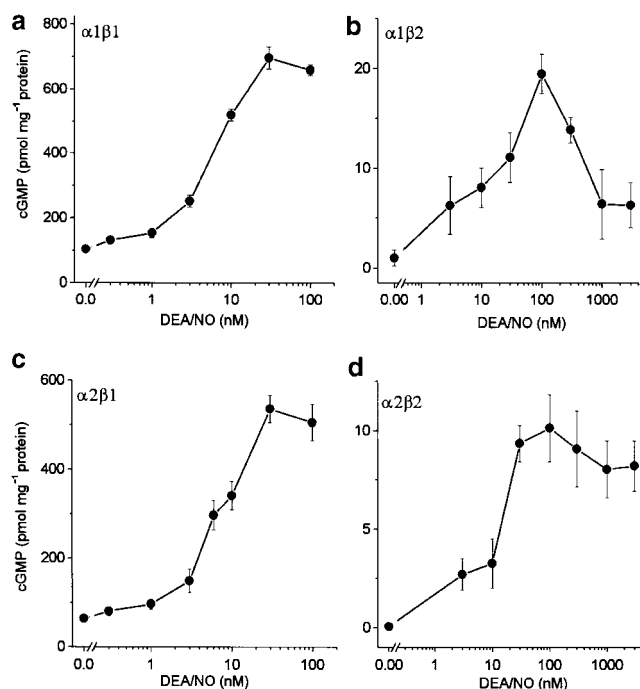 a
α1β1
800
600
400
200
0
cGMP (pmol mg⁻¹ protein)
0.0 1 10 100
DEA/NO (nM)
b
α1β2
20
10
0
0.00 1 10 100 1000
DEA/NO (nM)
c
α2β1
600
400
200
0
cGMP (pmol mg⁻¹ protein)
0.0 1 10 100
DEA/NO (nM)
d
α2β2
10
5
0
0.00 1 10 100 1000
DEA/NO (nM)